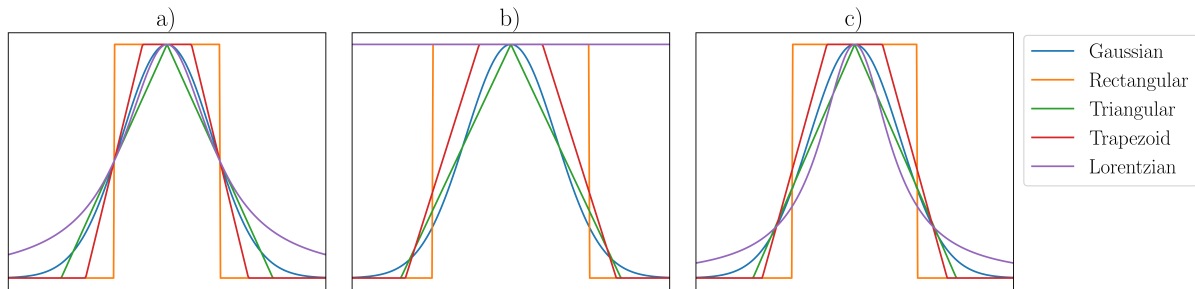 a)
b)
c)
Gaussian
Rectangular
Triangular
Trapezoid
Lorentzian